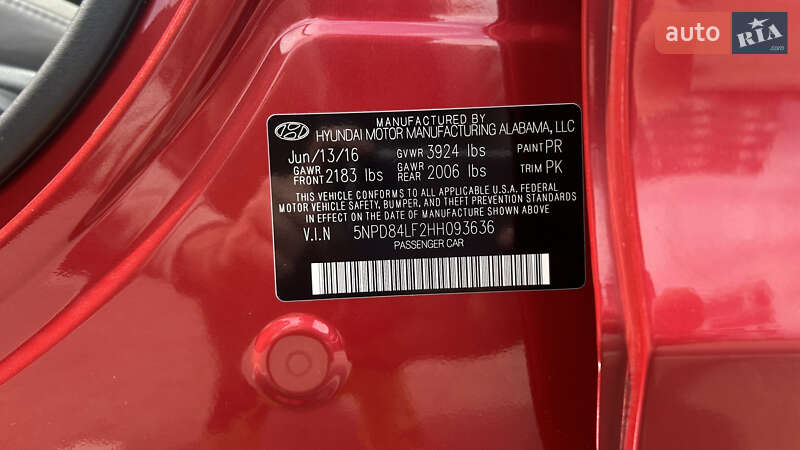 auto RIA .com
MANUFACTURED BY
HYUNDAI MOTOR MANUFACTURING ALABAMA, LLC
Jun/13/16 GVWR 3924 lbs PAINT PR
GAWR FRONT 2183 lbs GAWR REAR 2006 lbs TRIM PK
THIS VEHICLE CONFORMS TO ALL APPLICABLE U.S.A. FEDERAL
MOTOR VEHICLE SAFETY, BUMPER, AND THEFT PREVENTION STANDARDS
IN EFFECT ON THE DATE OF MANUFACTURE SHOWN ABOVE
V.I.N 5NPD84LF2HH093636
PASSENGER CAR